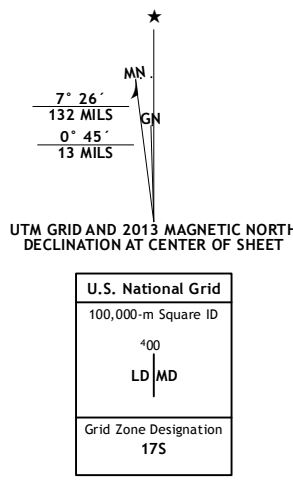 ★
MN
7° 26´
132 MILS
GN
0° 45´
13 MILS
UTM GRID AND 2013 MAGNETIC NORTH
DECLINATION AT CENTER OF SHEET
U.S. National Grid
100,000-m Square ID
⁴00
LD MD
Grid Zone Designation
17S